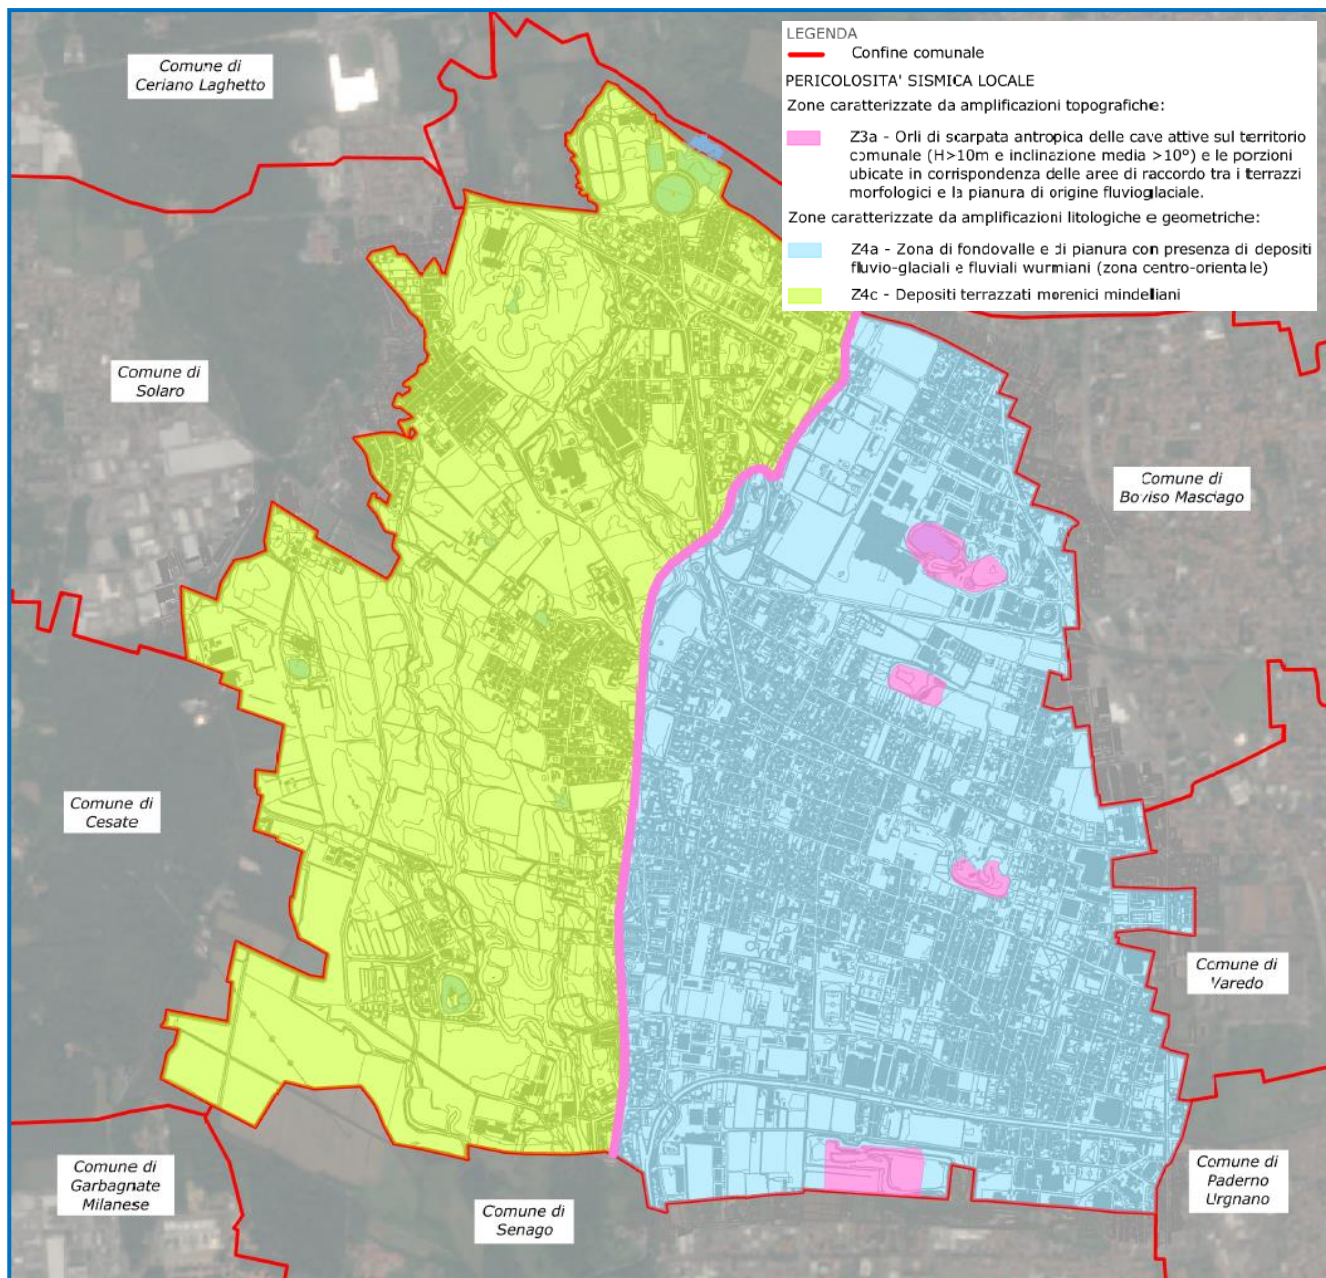 LEGENDA
Confine comunale
PERICOLOSITA' SISMICA LOCALE
Zone caratterizzate da amplificazioni topografiche:
Z3a - Orli di scarpata antropica delle cave attive sul territorio
comunale (H>10m e inclinazione media >10°) e le porzioni
ubicate in corrispondenza delle aree di raccordo tra i terrazzi
morfologici e la pianura di origine fluvioglaciale.
Zone caratterizzate da amplificazioni litologiche e geometriche:
Z4a - Zona di fondovalle e di pianura con presenza di depositi
fluvio-glaciali e fluviali wurmiani (zona centro-orientale)
Z4c - Depositi terrazzati morenici mindelliani
Comune di
Ceriano Laghetto
Comune di
Solaro
Comune di
Boviso Masciago
Comune di
Cesate
Comune di
Varedo
Comune di
Garbagnate
Milanese
Comune di
Senago
Comune di
Paderno
Urgnano